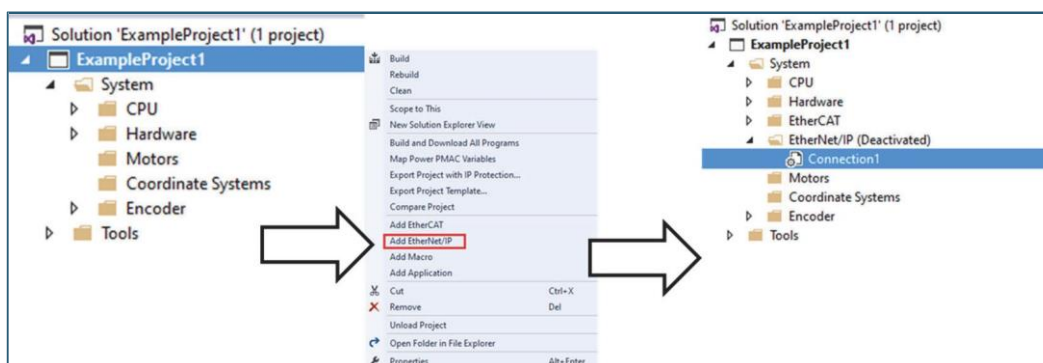 Solution 'ExampleProject1' (1 project)
ExampleProject1
System
CPU
Hardware
Motors
Coordinate Systems
Encoder
Tools
Build
Rebuild
Clean
Scope to This
New Solution Explorer View
Build and Download All Programs
Map Power PMAC Variables
Export Project with IP Protection...
Export Project Template...
Compare Project
Add EtherCAT
Add EtherNet/IP
Add Macro
Add Application
Cut Ctrl+X
Remove Del
Unload Project
Open Folder in File Explorer
Properties Alt+Enter
Solution 'ExampleProject1' (1 project)
ExampleProject1
System
CPU
Hardware
EtherCAT
EtherNet/IP (Deactivated)
Connection1
Motors
Coordinate Systems
Encoder
Tools